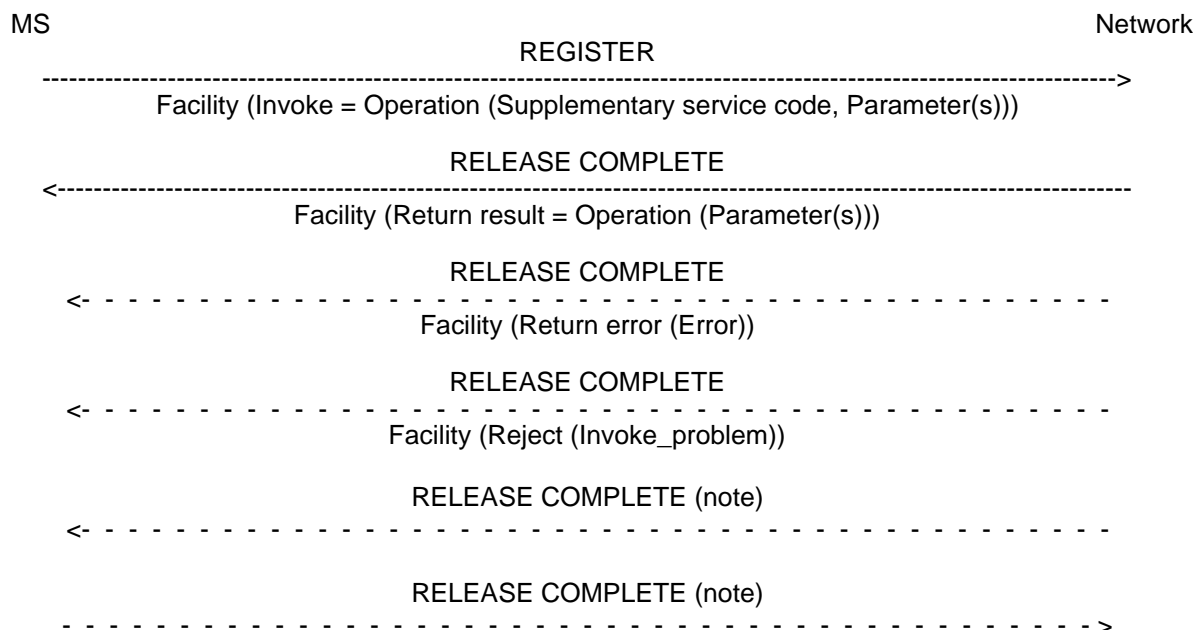 MS Network
REGISTER
------------------------------------------------------------------------------------------------------------------------>
Facility (Invoke = Operation (Supplementary service code, Parameter(s)))
RELEASE COMPLETE
<------------------------------------------------------------------------------------------------------------------------
Facility (Return result = Operation (Parameter(s)))
RELEASE COMPLETE
<- - - - - - - - - - - - - - - - - - - - - - - - - - - - - - - - - - - - - - - - - - - -
Facility (Return error (Error))
RELEASE COMPLETE
<- - - - - - - - - - - - - - - - - - - - - - - - - - - - - - - - - - - - - - - - - - - -
Facility (Reject (Invoke_problem))
RELEASE COMPLETE (note)
<- - - - - - - - - - - - - - - - - - - - - - - - - - - - - - - - - - - - - - - - - - - -
RELEASE COMPLETE (note)
- - - - - - - - - - - - - - - - - - - - - - - - - - - - - - - - - - - - - - - - - - - ->